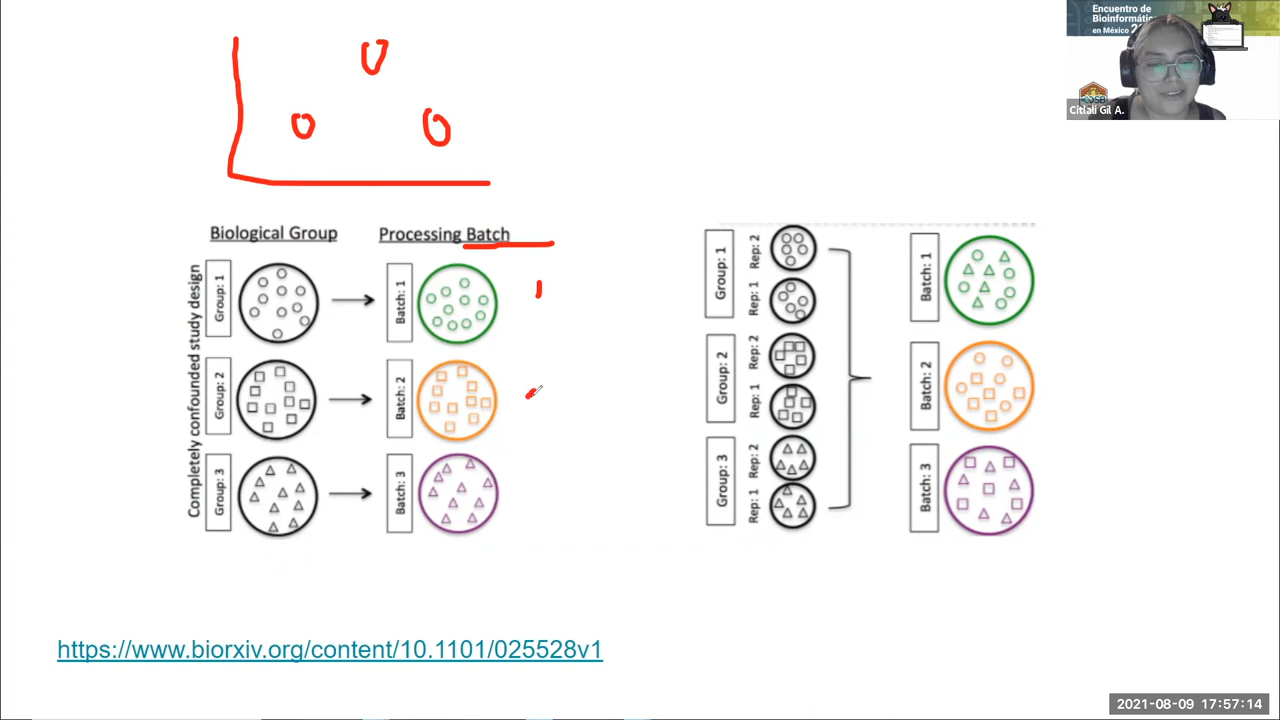 Encuentro de
Bioinformátic
en México 2
Citlali Gil A.
Biological Group
Processing Batch
Completely confounded study design
Group: 1
Batch: 1
1
Group: 2
Batch: 2
Group: 3
Batch: 3
Group: 1
Rep: 2
Rep: 1
Group: 2
Rep: 2
Rep: 1
Group: 3
Rep: 2
Rep: 1
Batch: 1
Batch: 2
Batch: 3
https://www.biorxiv.org/content/10.1101/025528v1
2021-08-09 17:57:14